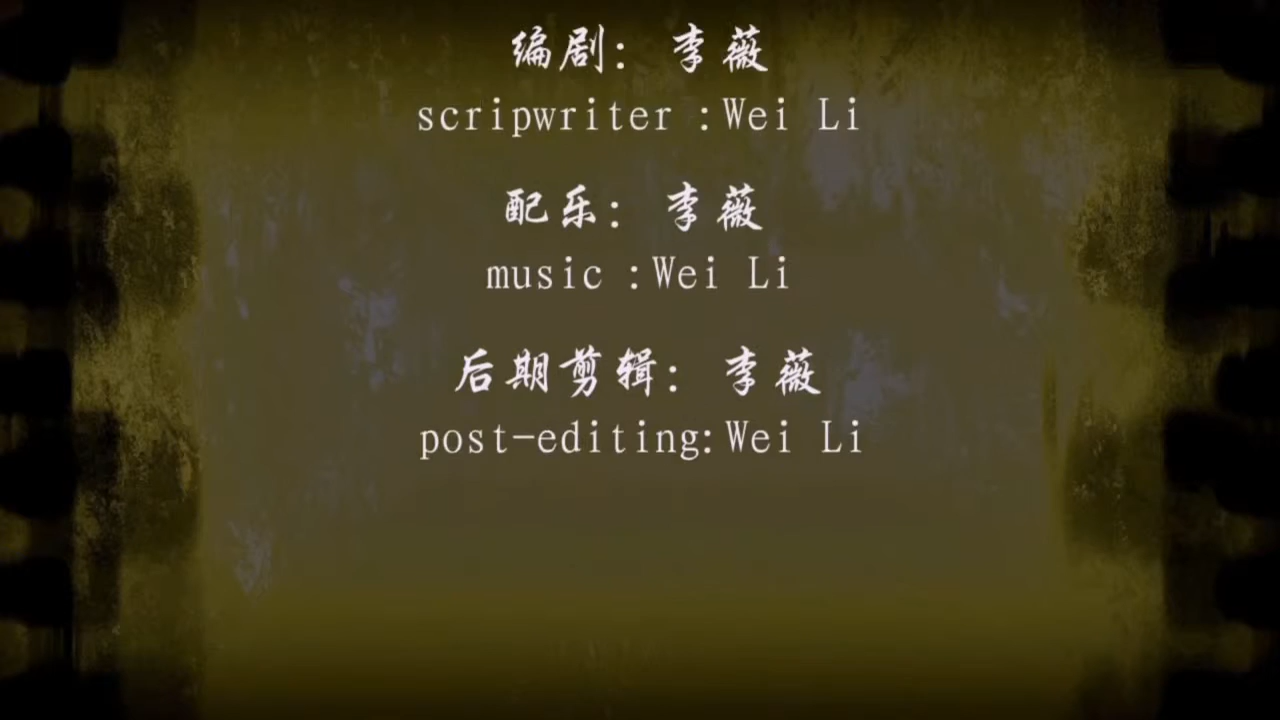 编剧: 李薇
scripwriter :Wei Li
配乐: 李薇
music :Wei Li
后期剪辑: 李薇
post-editing:Wei Li